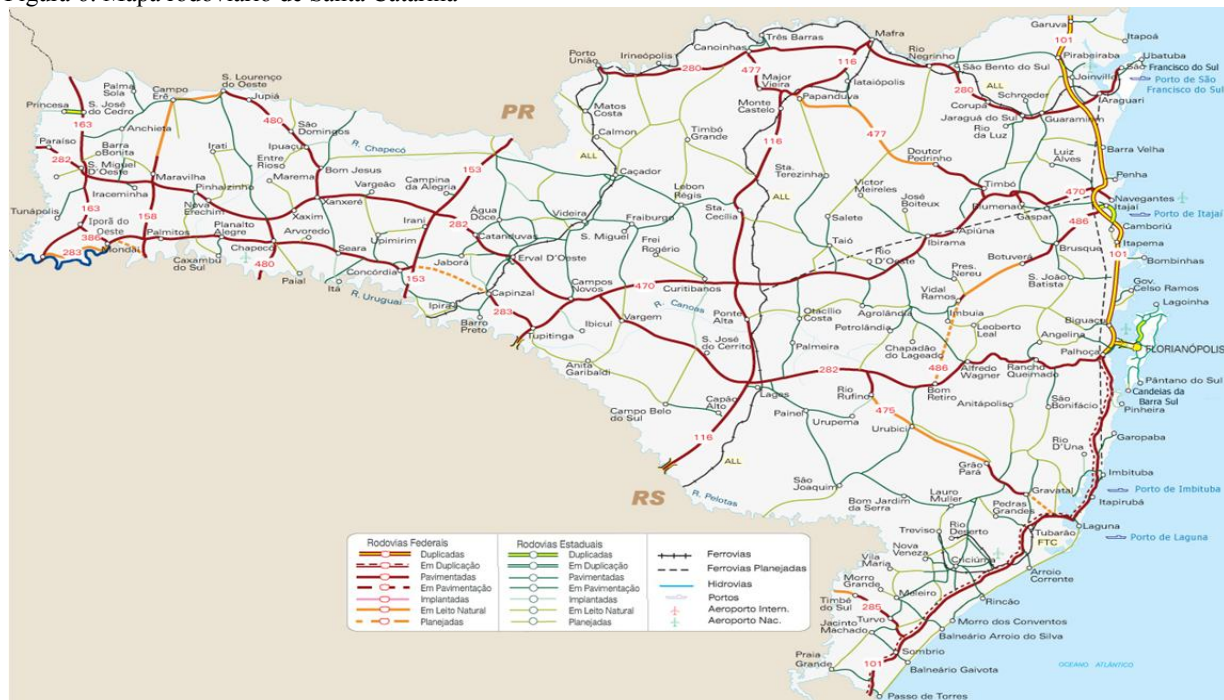 Figura 6: Mapa rodoviário de Santa Catarina
Garuva
Itapoá
101
Três Barras
Mafra
Canoinhas
Rio Negrinho
Pirabeiraba
Ubatuba
Porto União
Irineópolis
116
São Bento do Sul
São Francisco do Sul
Joinville
Porto de São Francisco do Sul
280
477
Major Vieira
Itaiópolis
280
ALL
Schroeder
Araquari
Papanduva
Corupá
Monte Castelo
Jaraguá do Sul
Guaramirim
Rio da Luz
S. Lourenço do Oeste
Palma Sola
Campo Erê
Jupiá
Princesa
S. José do Cedro
163
480
PR
Matos Costa
Calmon
Timbó Grande
477
116
Doutor Pedrinho
Luiz Alves
Barra Velha
Anchieta
São Domingos
Paraíso
282
Barra Bonita
Irati
Ipuaçu
Entre Rioso
R. Chapecó
153
ALL
Caçador
Sta. Terezinha
ALL
Penha
S. Miguel D'Oeste
Maravilha
Marema
Bom Jesus
Vargeão
Campina da Alegria
Lebon Régis
Victor Meireles
José Boiteux
Timbó
470
Navegantes
Iraceminha
Pinhalzinho
Xanxerê
Sta. Cecília
Blumenau
Gaspar
Itajaí
Porto de Itajaí
Tunápolis
163
158
Nova Erechim
Xaxim
Irani
Água Doce
Videira
Fraiburgo
Salete
Apiúna
486
Camboriú
Iporã do Oeste
386
Palmitos
Planalto Alegre
Arvoredo
Upimirim
282
Catanduvas
S. Miguel
Frei Rogério
Taió
Ibirama
Brusque
Itapema
283
Mondaí
Chapecó
Seara
Jaborá
Erval D'Oeste
Rio D'Oeste
Botuverá
101
Bombinhas
Caxambú do Sul
480
Paial
Itá
Concórdia
153
Pres. Nereu
S. João Batista
Capinzal
Campos Novos
470
Curitibanos
Vidal Ramos
Gov. Celso Ramos
R. Uruguai
Ipira
283
R. Canoas
Otacílio Costa
Agrolândia
Imbuia
Lagoinha
Barro Preto
Ibicuí
Vargem
Ponte Alta
Petrolândia
Leoberto Leal
Biguaçu
Tupitinga
Angelina
S. José do Cerrito
Palmeira
Chapadão do Lageado
Palhoça
FLORIANÓPOLIS
Anita Garibaldi
282
486
Alfredo Wagner
Rancho Queimado
Campo Belo do Sul
Capão Alto
Lages
Rio Rufino
Bom Retiro
Pântano do Sul
Candeias da Barra Sul
Painel
475
Anitápolis
São Bonifácio
Pinheira
116
Urupema
Urubici
Rio D'Una
Garopaba
ALL
Grão Pará
RS
Imbituba
São Joaquim
Gravatal
Porto de Imbituba
R. Pelotas
Lauro Muller
Itapirubá
Bom Jardim da Serra
Pedras Grandes
Treviso
Rio Deserto
Tubarão
Laguna
Porto de Laguna
Nova Veneza
FTC
Vila Maria
Criciúma
Arroio Corrente
Morro Grande
Meleiro
Timbé do Sul
285
Rincão
Turvo
Jacinto Machado
Morro dos Conventos
Balneário Arroio do Silva
Sombrio
Praia Grande
101
Balneário Gaivota
OCEANO ATLÂNTICO
Passo de Torres
Rodovias Federais
Duplicadas
Em Duplicação
Pavimentadas
Em Pavimentação
Implantadas
Em Leito Natural
Planejadas
Rodovias Estaduais
Duplicadas
Em Duplicação
Pavimentadas
Em Pavimentação
Implantadas
Em Leito Natural
Planejadas
Ferrovias
Ferrovias Planejadas
Hidrovias
Portos
Aeroporto Intern.
Aeroporto Nac.